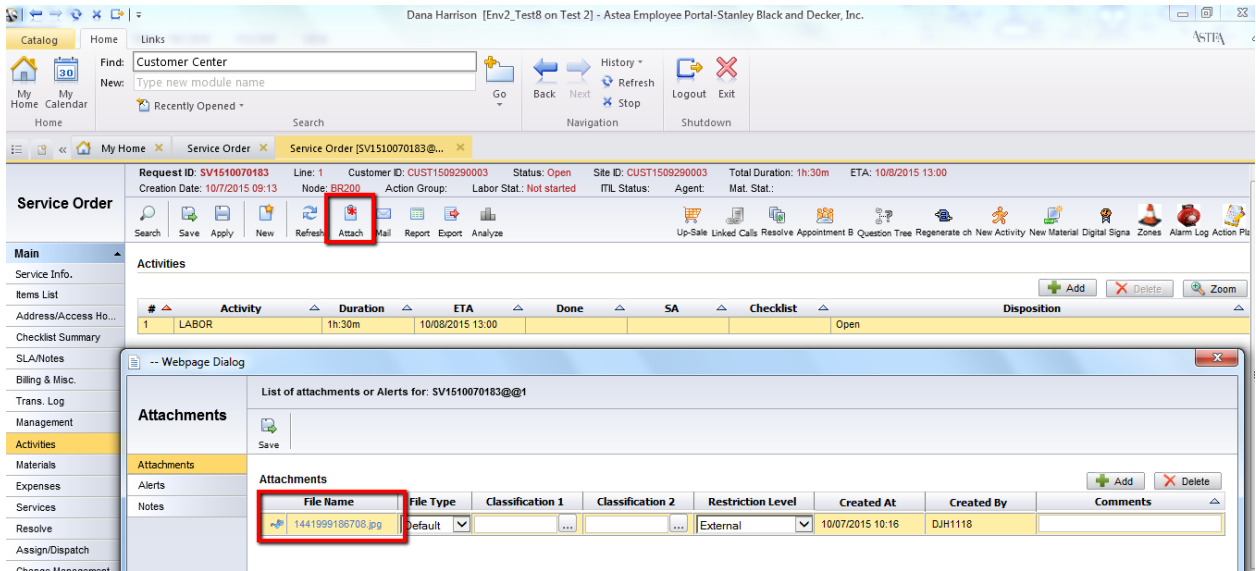 Dana Harrison [Env2_Test8 on Test 2] - Astea Employee Portal-Stanley Black and Decker, Inc.
Catalog Home Links ASTEA
Find: Customer Center
New: Type new module name
My Home My Calendar Recently Opened Go Back Next History Refresh Stop Logout Exit
Home Search Navigation Shutdown
My Home Service Order Service Order [SV1510070183@...
Request ID: SV1510070183 Line: 1 Customer ID: CUST1509290003 Status: Open Site ID: CUST1509290003 Total Duration: 1h:30m ETA: 10/8/2015 13:00
Creation Date: 10/7/2015 09:13 Node: BR200 Action Group: Labor Stat.: Not started ITIL Status: Agent: Mat. Stat.:
Service Order
Search Save Apply New Refresh Attach Mail Report Export Analyze Up-Sale Linked Calls Resolve Appointment B Question Tree Regenerate ch New Activity New Material Digital Signa Zones Alarm Log Action Pla
Main
Service Info.
Items List
Address/Access Ho...
Checklist Summary
SLA/Notes
Billing & Misc.
Trans. Log
Management
Activities
Materials
Expenses
Services
Resolve
Assign/Dispatch
Change Management
Activities
Add Delete Zoom
# Activity Duration ETA Done SA Checklist Disposition
1 LABOR 1h:30m 10/08/2015 13:00 Open
-- Webpage Dialog
List of attachments or Alerts for: SV1510070183@@1
Attachments
Save
Attachments
Alerts
Notes
Attachments
Add Delete
File Name File Type Classification 1 Classification 2 Restriction Level Created At Created By Comments
1441999186708.jpg Default ... ... External 10/07/2015 10:16 DJH1118